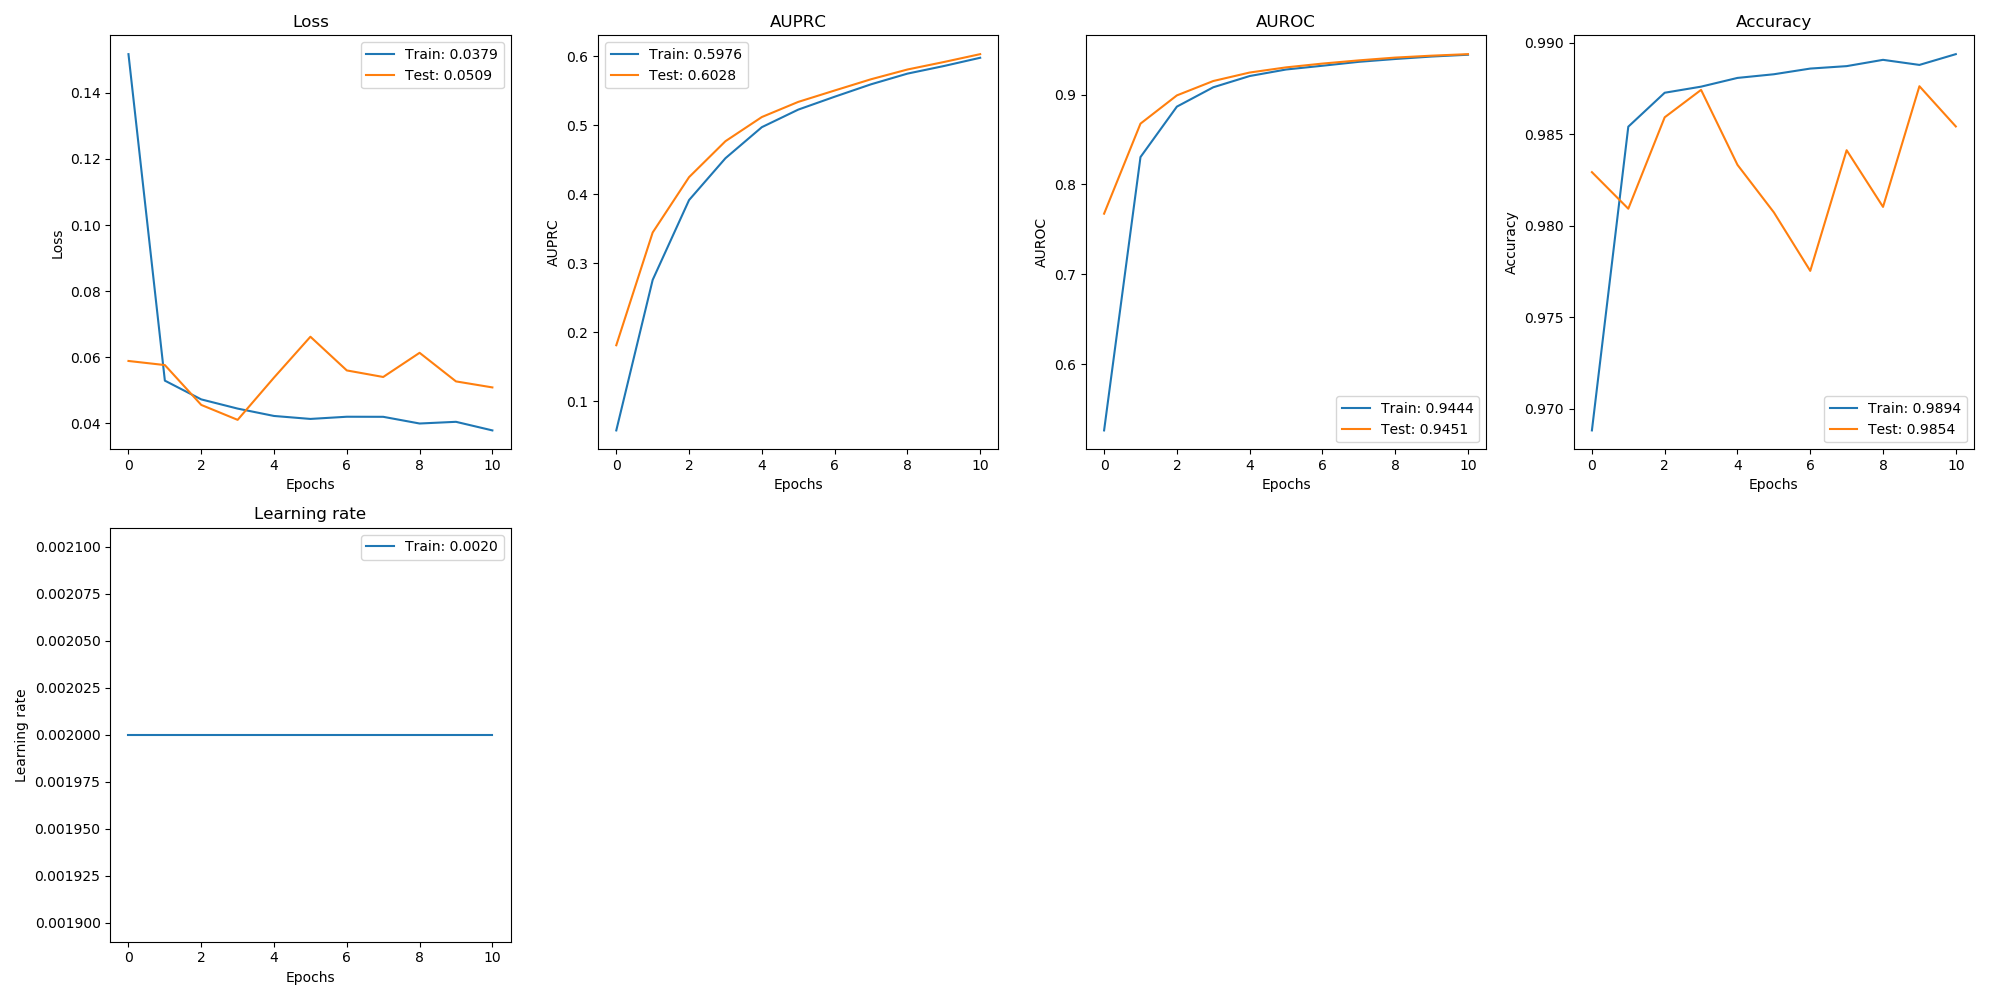 Loss
Train: 0.0379
Test: 0.0509
0.14
0.12
0.10
0.08
0.06
0.04
Loss
0 2 4 6 8 10
Epochs
AUPRC
Train: 0.5976
Test: 0.6028
0.6
0.5
0.4
0.3
0.2
0.1
AUPRC
0 2 4 6 8 10
Epochs
AUROC
0.9
0.8
0.7
0.6
AUROC
Train: 0.9444
Test: 0.9451
0 2 4 6 8 10
Epochs
Accuracy
0.990
0.985
0.980
0.975
0.970
Accuracy
Train: 0.9894
Test: 0.9854
0 2 4 6 8 10
Epochs
Learning rate
Train: 0.0020
0.002100
0.002075
0.002050
0.002025
0.002000
0.001975
0.001950
0.001925
0.001900
Learning rate
0 2 4 6 8 10
Epochs